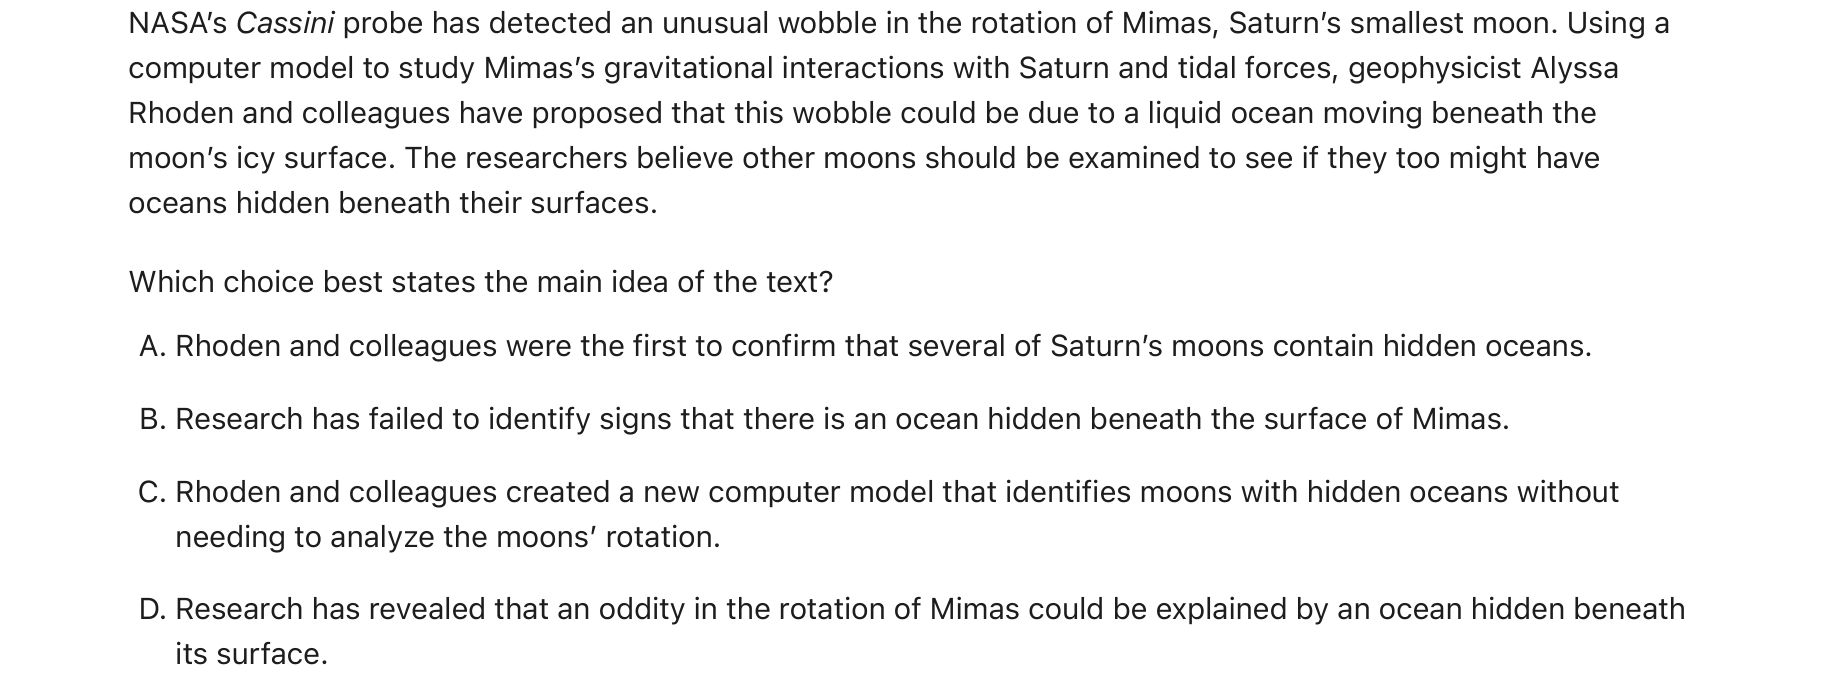 NASA’s Cassini probe has detected an unusual wobble in the rotation of Mimas, Saturn’s smallest moon. Using a
computer model to study Mimas’s gravitational interactions with Saturn and tidal forces, geophysicist Alyssa
Rhoden and colleagues have proposed that this wobble could be due to a liquid ocean moving beneath the
moon’s icy surface. The researchers believe other moons should be examined to see if they too might have
oceans hidden beneath their surfaces.
Which choice best states the main idea of the text?
A. Rhoden and colleagues were the first to confirm that several of Saturn’s moons contain hidden oceans.
B. Research has failed to identify signs that there is an ocean hidden beneath the surface of Mimas.
C. Rhoden and colleagues created a new computer model that identifies moons with hidden oceans without
needing to analyze the moons’ rotation.
D. Research has revealed that an oddity in the rotation of Mimas could be explained by an ocean hidden beneath
its surface.